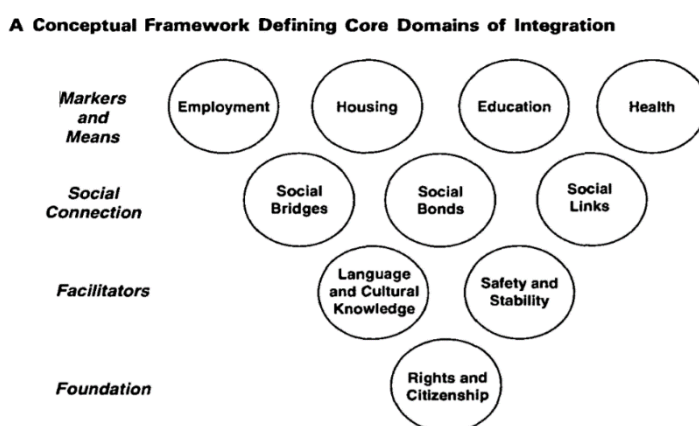 A Conceptual Framework Defining Core Domains of Integration
Markers
and
Means
Employment
Housing
Education
Health
Social
Connection
Social
Bridges
Social
Bonds
Social
Links
Facilitators
Language
and Cultural
Knowledge
Safety and
Stability
Foundation
Rights and
Citizenship